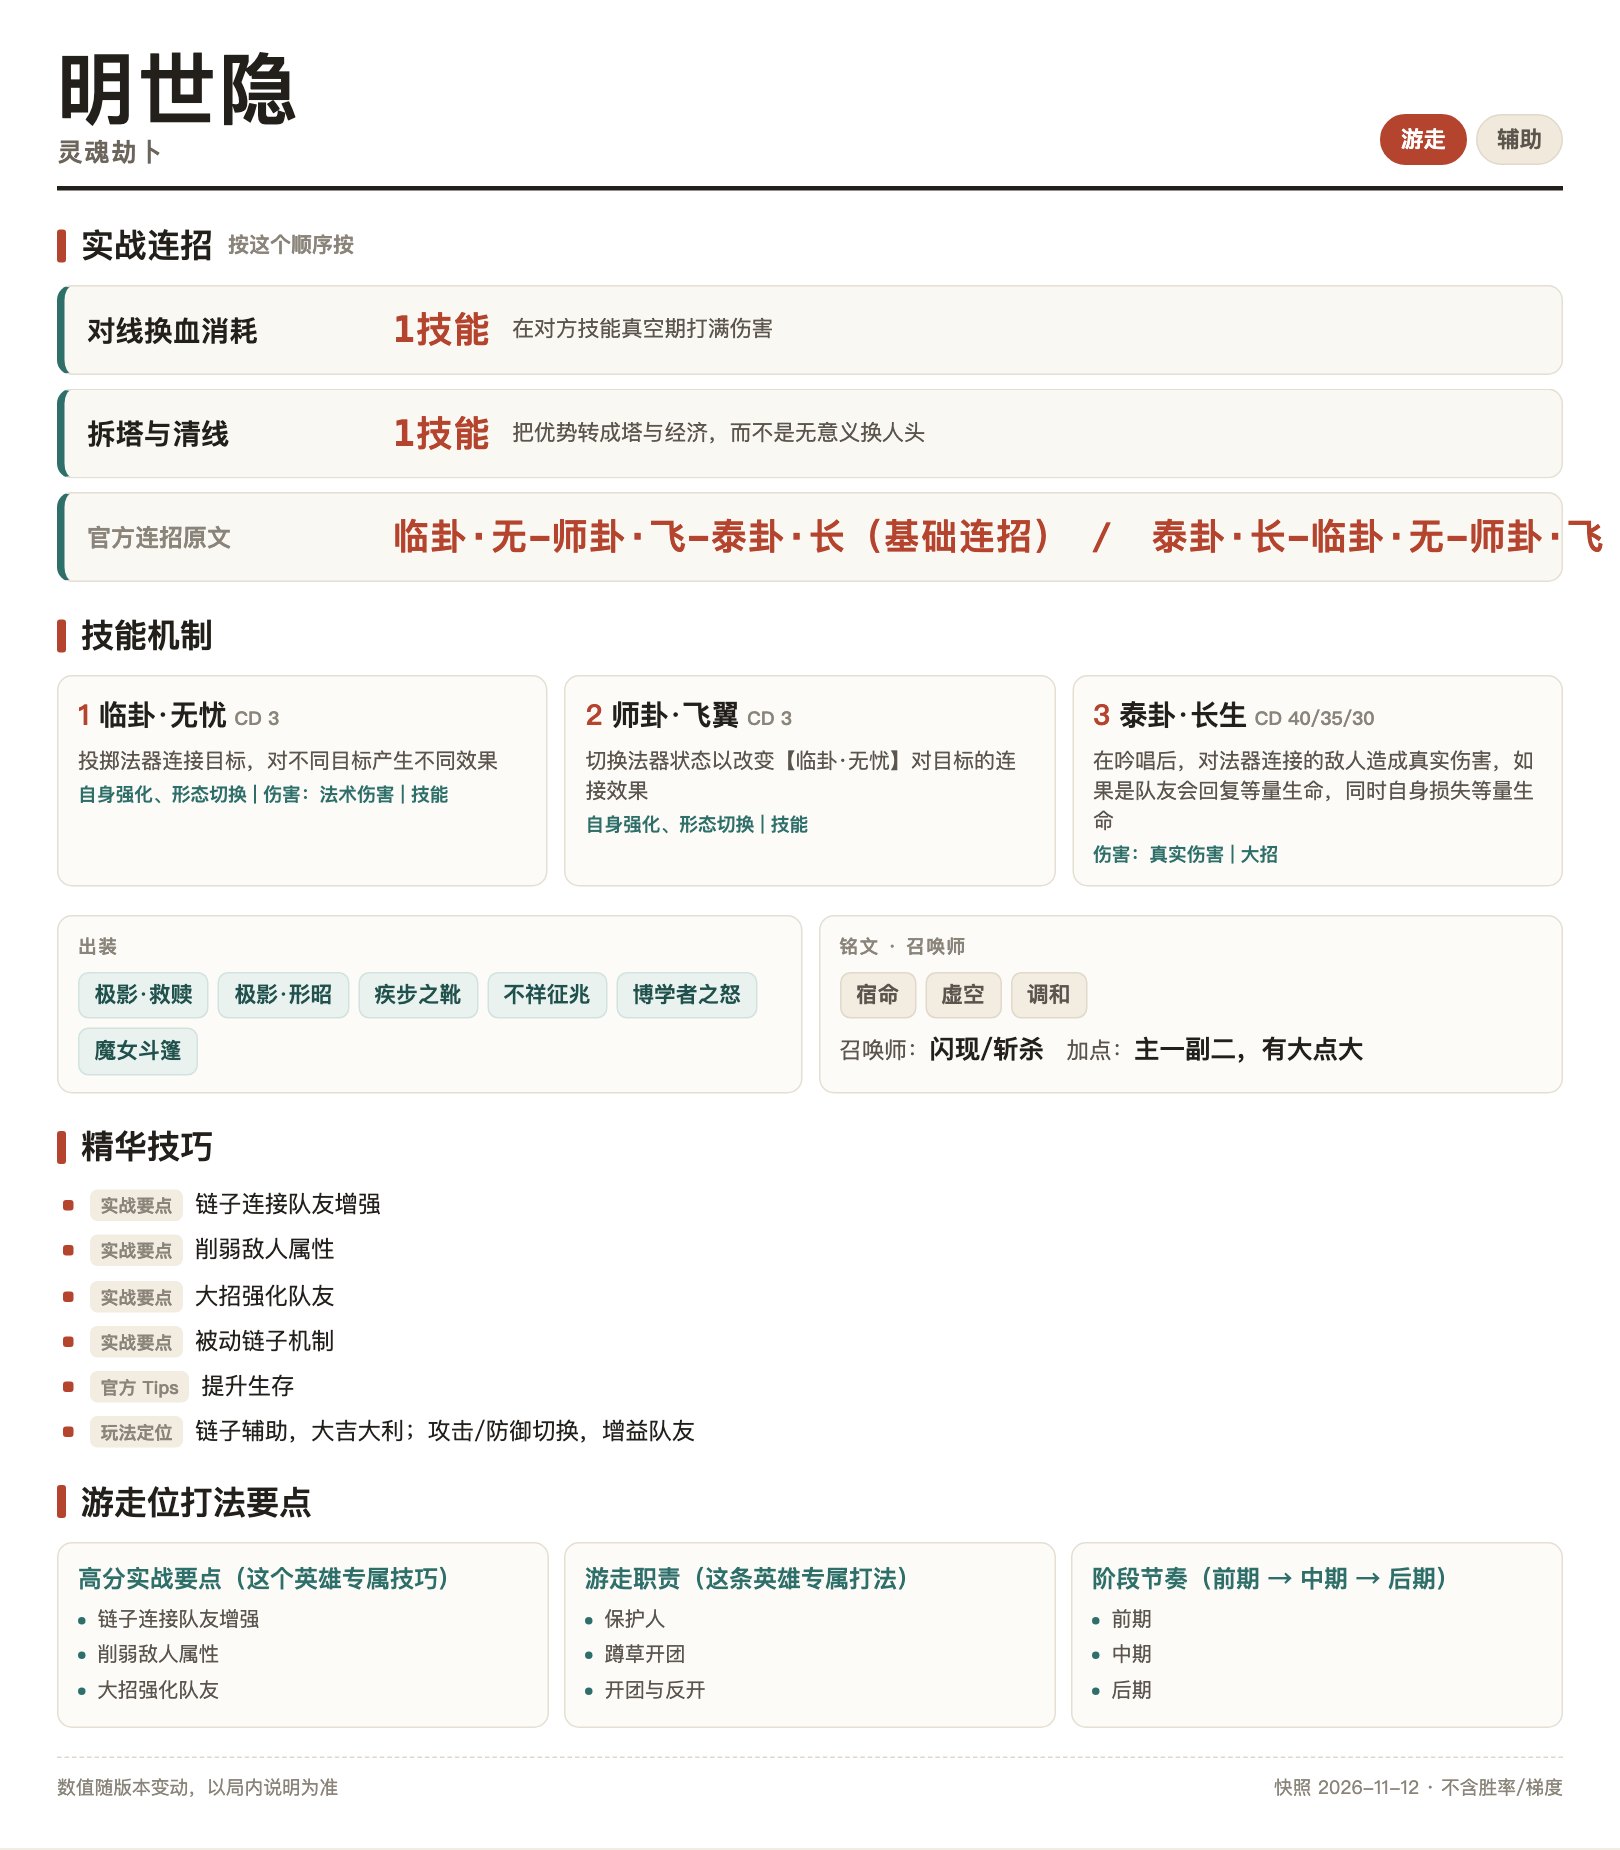 明世隐
灵魂劫卜
游走 辅助
实战连招 按这个顺序按
对线换血消耗 1技能 在对方技能真空期打满伤害
拆塔与清线 1技能 把优势转成塔与经济，而不是无意义换人头
官方连招原文 临卦·无–师卦·飞–泰卦·长（基础连招） / 泰卦·长–临卦·无–师卦·飞
技能机制
1 临卦·无忧 CD 3
投掷法器连接目标，对不同目标产生不同效果
自身强化、形态切换 | 伤害：法术伤害 | 技能
2 师卦·飞翼 CD 3
切换法器状态以改变【临卦·无忧】对目标的连
接效果
自身强化、形态切换 | 技能
3 泰卦·长生 CD 40/35/30
在吟唱后，对法器连接的敌人造成真实伤害，如
果是队友会回复等量生命，同时自身损失等量生
命
伤害：真实伤害 | 大招
出装
极影·救赎 极影·形昭 疾步之靴 不祥征兆 博学者之怒
魔女斗篷
铭文 · 召唤师
宿命 虚空 调和
召唤师：闪现/斩杀 加点：主一副二，有大点大
精华技巧
实战要点 链子连接队友增强
实战要点 削弱敌人属性
实战要点 大招强化队友
实战要点 被动链子机制
官方 Tips 提升生存
玩法定位 链子辅助，大吉大利；攻击/防御切换，增益队友
游走位打法要点
高分实战要点（这个英雄专属技巧）
链子连接队友增强
削弱敌人属性
大招强化队友
游走职责（这条英雄专属打法）
保护人
蹲草开团
开团与反开
阶段节奏（前期 → 中期 → 后期）
前期
中期
后期
数值随版本变动，以局内说明为准
快照 2026–11–12 · 不含胜率/梯度